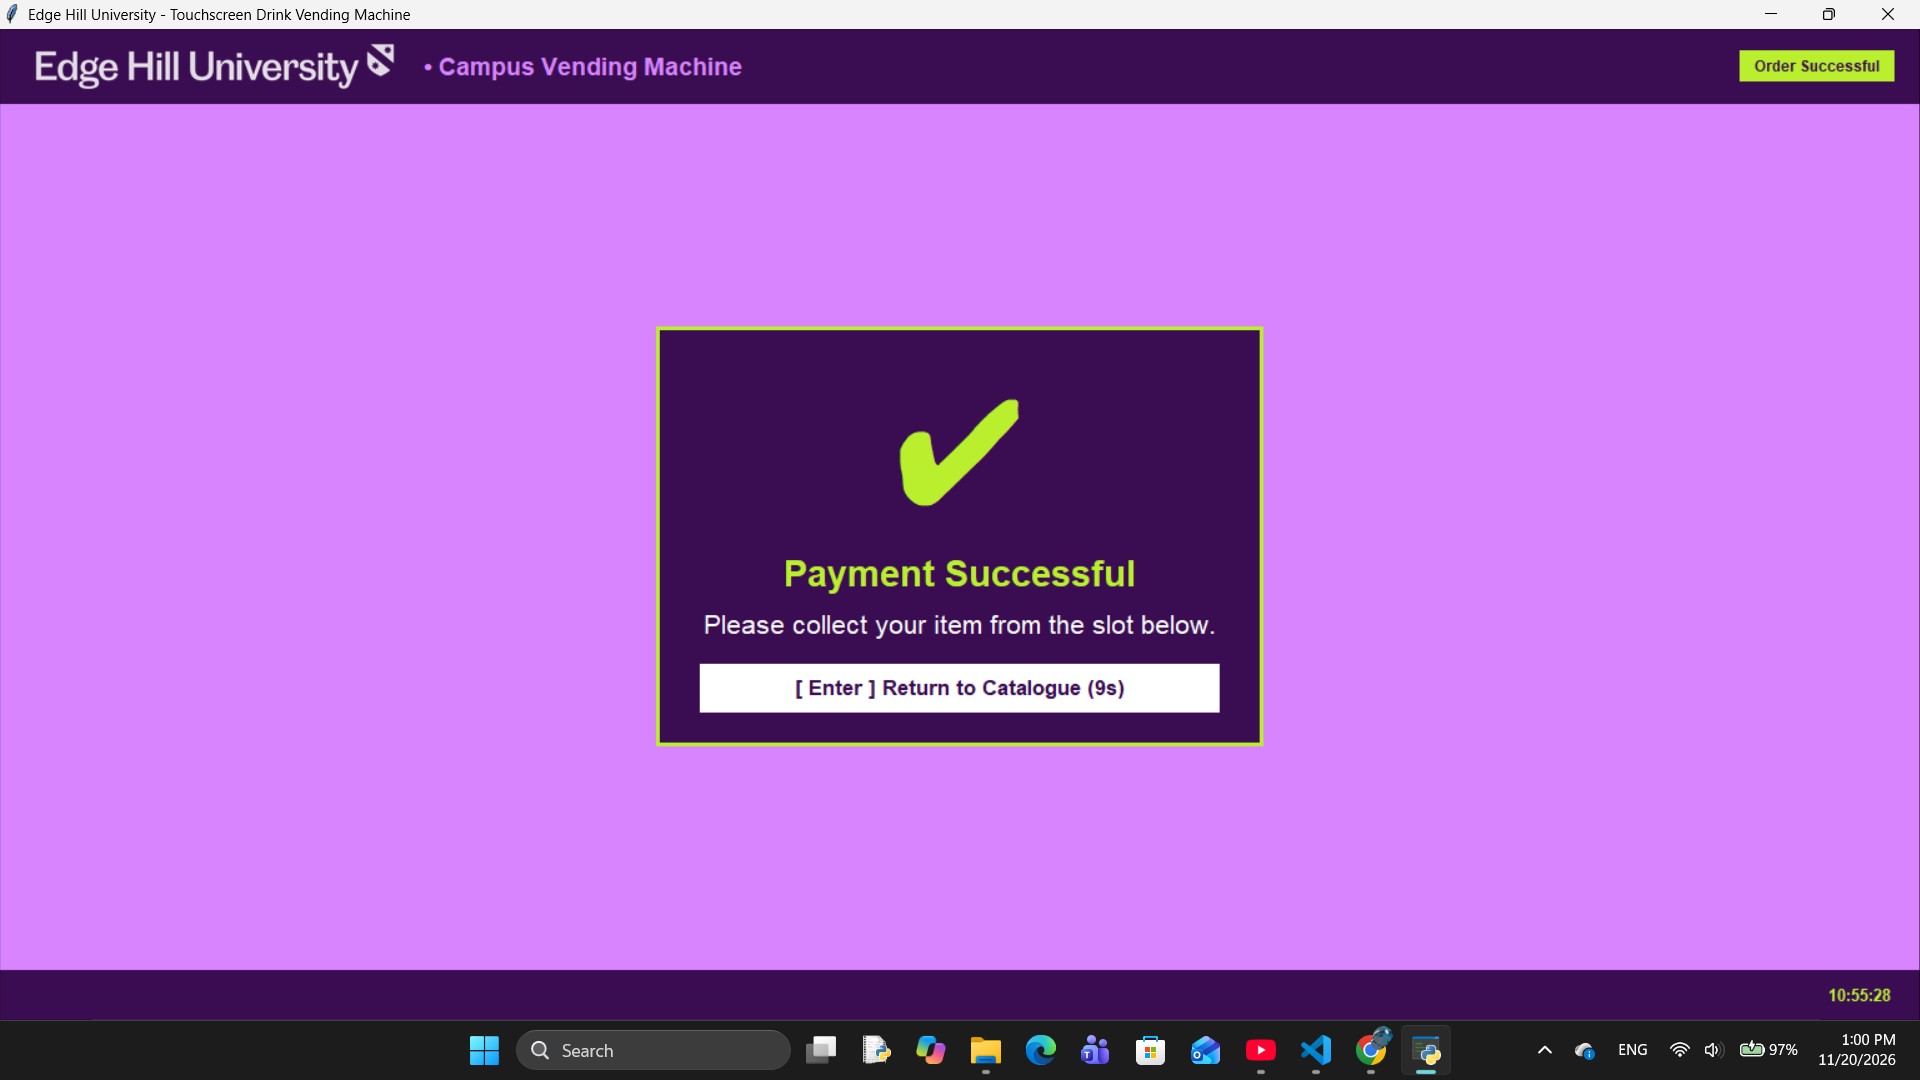 Edge Hill University - Touchscreen Drink Vending Machine
Edge Hill University • Campus Vending Machine
Order Successful
Payment Successful
Please collect your item from the slot below.
[ Enter ] Return to Catalogue (9s)
10:55:28
Search
ENG
97%
1:00 PM
11/20/2026